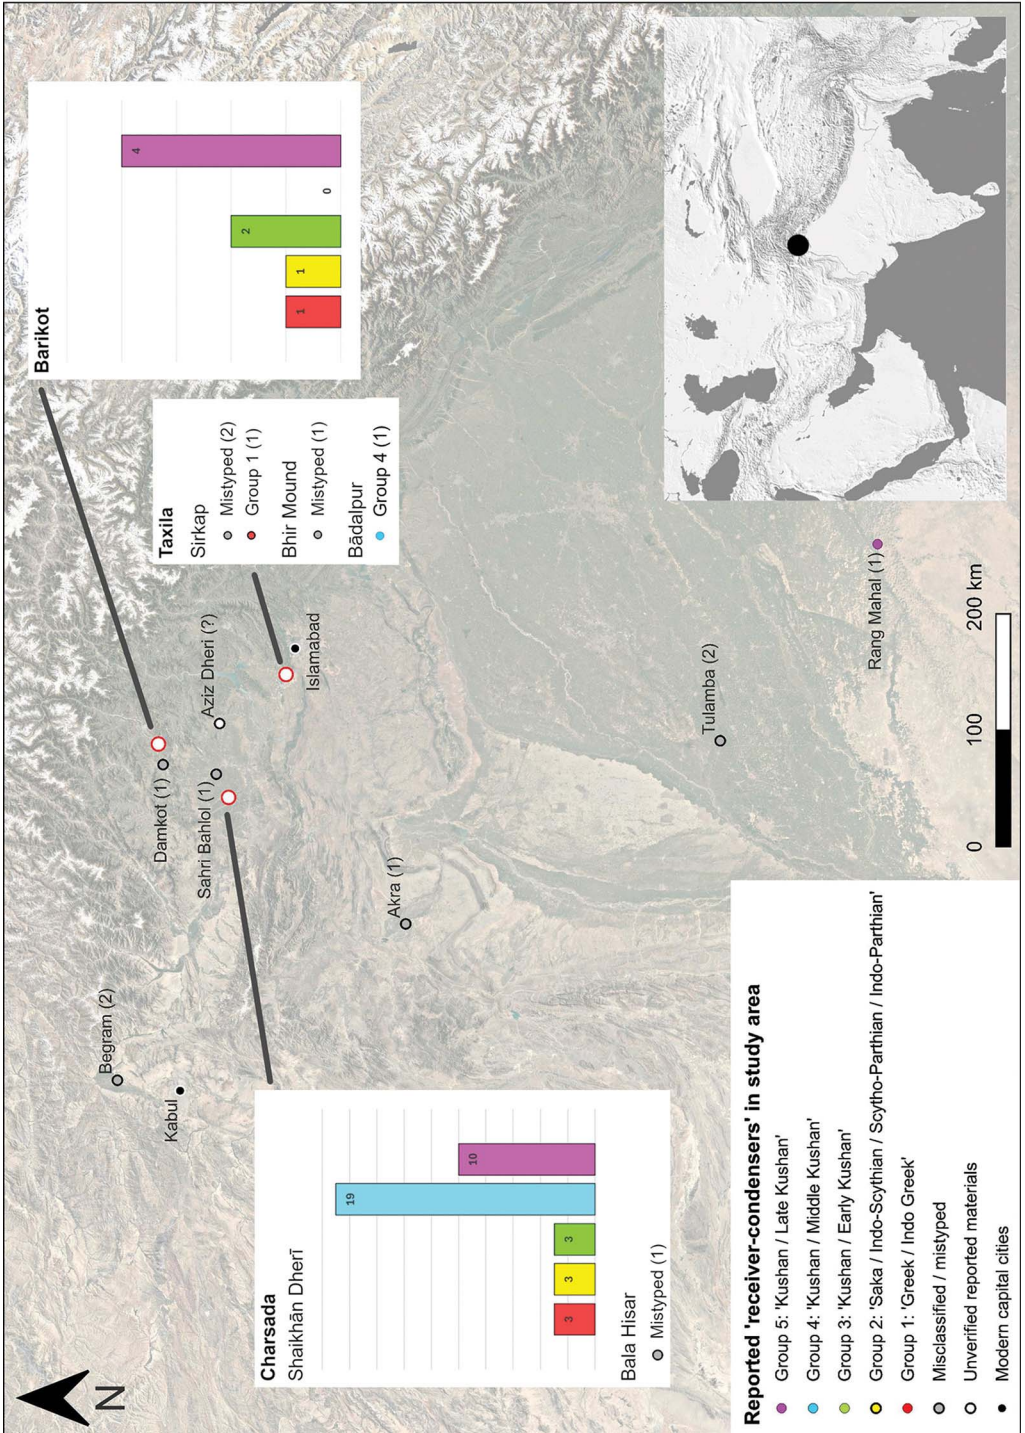 N
Barikot
1
1
2
0
4
Taxila
Sirkap
Mistyped (2)
Group 1 (1)
Bhir Mound
Mistyped (1)
Bādalpur
Group 4 (1)
Begram (2)
Kabul
Damkot (1)
Sahri Bahlol (1)
Aziz Dheri (?)
Islamabad
Akra (1)
Tulamba (2)
Rang Mahal (1)
Charsada
Shaikhān Dherī
3
3
3
19
10
Bala Hisar
Mistyped (1)
Reported 'receiver-condensers' in study area
Group 5: 'Kushan / Late Kushan'
Group 4: 'Kushan / Middle Kushan'
Group 3: 'Kushan / Early Kushan'
Group 2: 'Saka / Indo-Scythian / Scytho-Parthian / Indo-Parthian'
Group 1: 'Greek / Indo Greek'
Misclassified / mistyped
Unverified reported materials
Modern capital cities
0 100 200 km